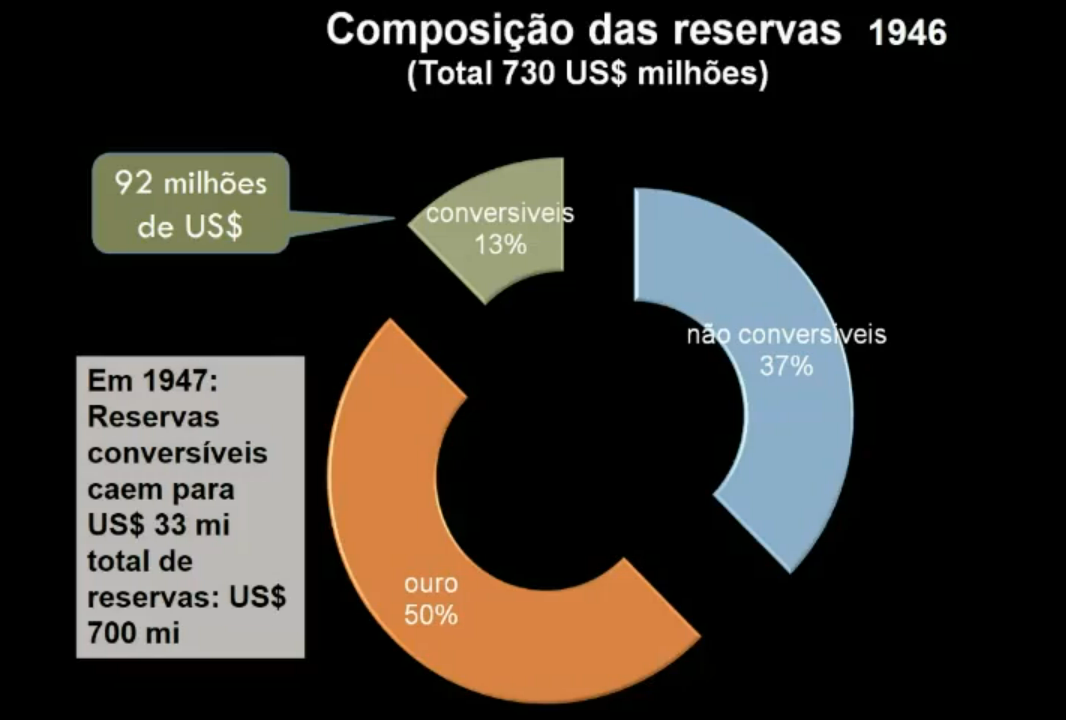 Composição das reservas 1946
(Total 730 US$ milhões)
92 milhões
de US$
conversiveis
13%
não conversíveis
37%
Em 1947:
Reservas
conversíveis
caem para
US$ 33 mi
total de
reservas: US$
700 mi
ouro
50%